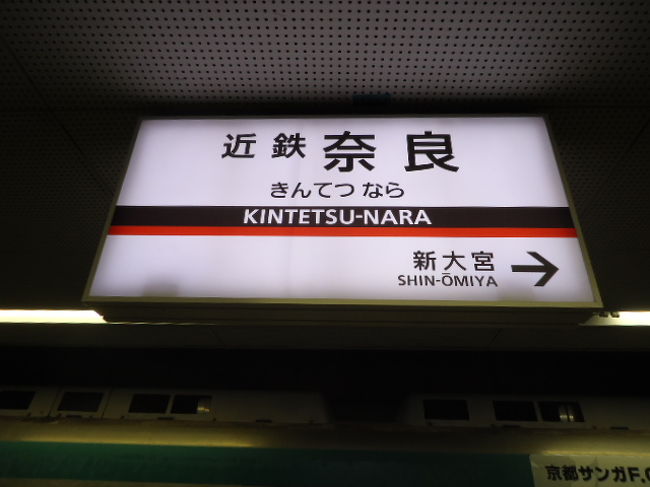 近鉄 奈良
きんてつ なら
KINTETSU-NARA
新大宮
SHIN-ŌMIYA
京都サンガF.C